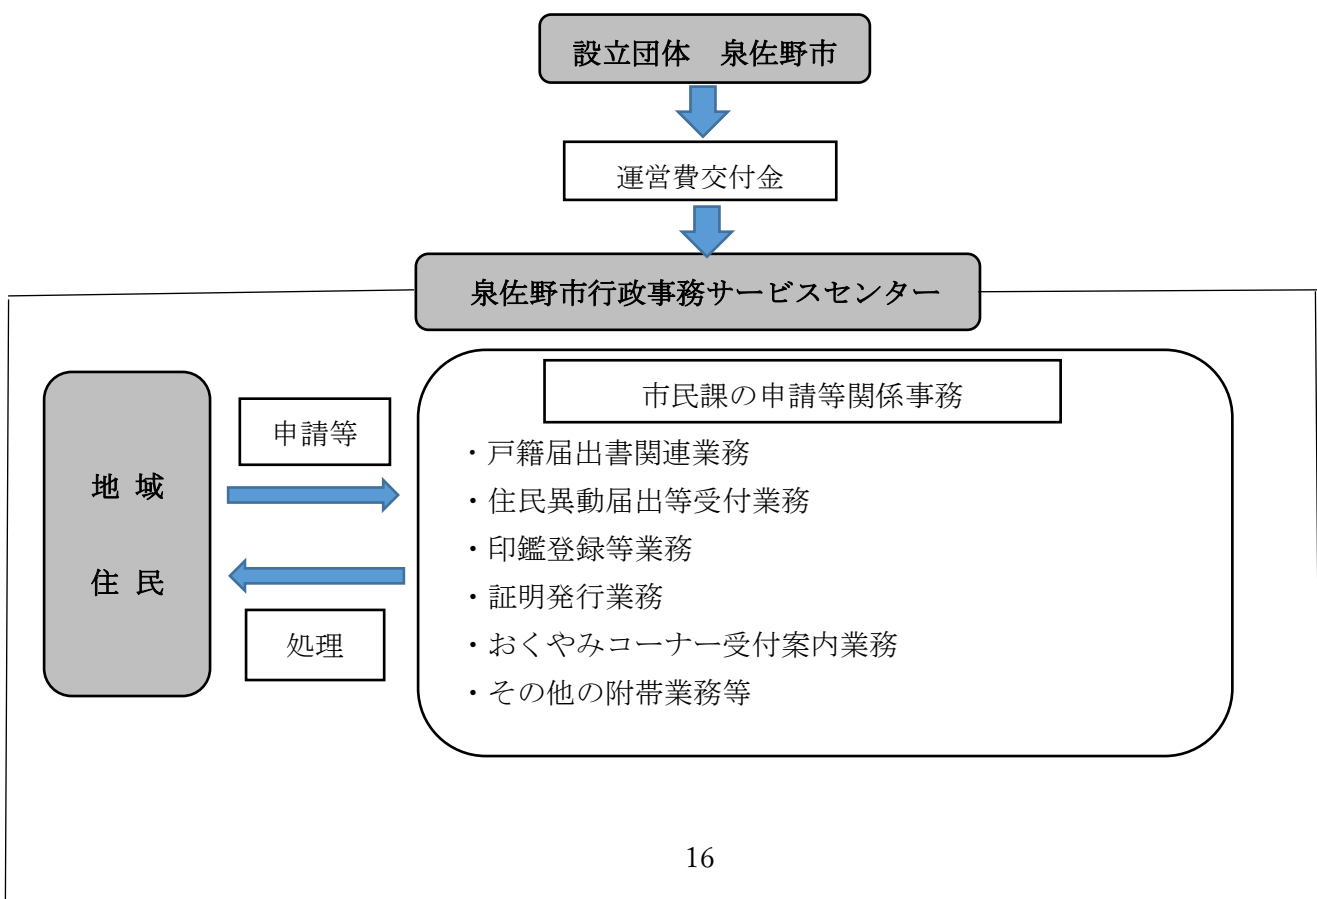 設立団体　泉佐野市
運営費交付金
泉佐野市行政事務サービスセンター
地 域
住 民
申請等
処理
市民課の申請等関係事務
・戸籍届出書関連業務
・住民異動届出等受付業務
・印鑑登録等業務
・証明発行業務
・おくやみコーナー受付案内業務
・その他の附帯業務等
16